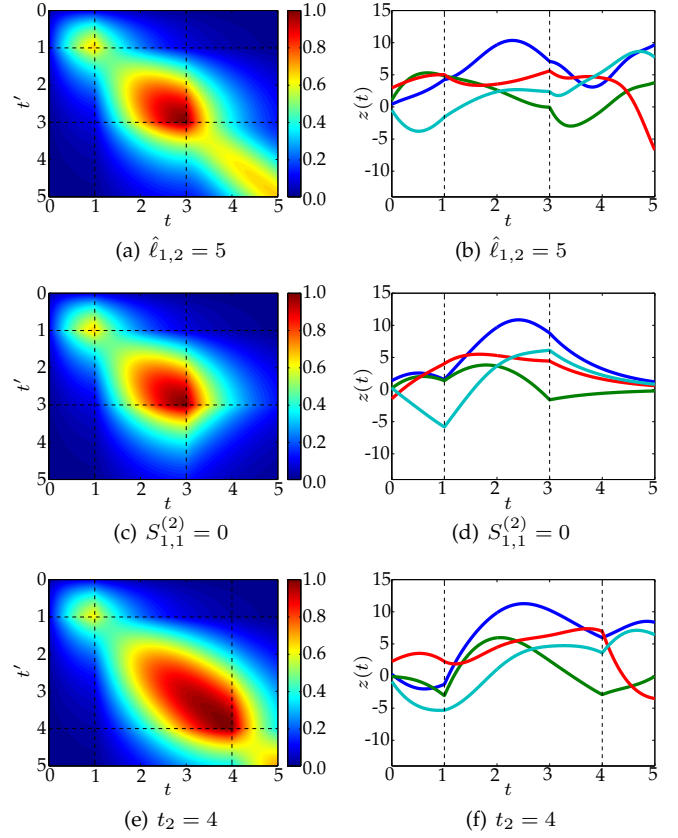 0 1 2 3 4 5
t′
0 1 2 3 4 5
t
1.0 0.8 0.6 0.4 0.2 0.0
(a) ℓ̂₁,₂ = 5
15 10 5 0 -5 -10
z(t)
0 1 2 3 4 5
t
(b) ℓ̂₁,₂ = 5
0 1 2 3 4 5
t′
0 1 2 3 4 5
t
1.0 0.8 0.6 0.4 0.2 0.0
(c) S₁,₁⁽²⁾ = 0
15 10 5 0 -5 -10
z(t)
0 1 2 3 4 5
t
(d) S₁,₁⁽²⁾ = 0
0 1 2 3 4 5
t′
0 1 2 3 4 5
t
1.0 0.8 0.6 0.4 0.2 0.0
(e) t₂ = 4
15 10 5 0 -5 -10
z(t)
0 1 2 3 4 5
t
(f) t₂ = 4